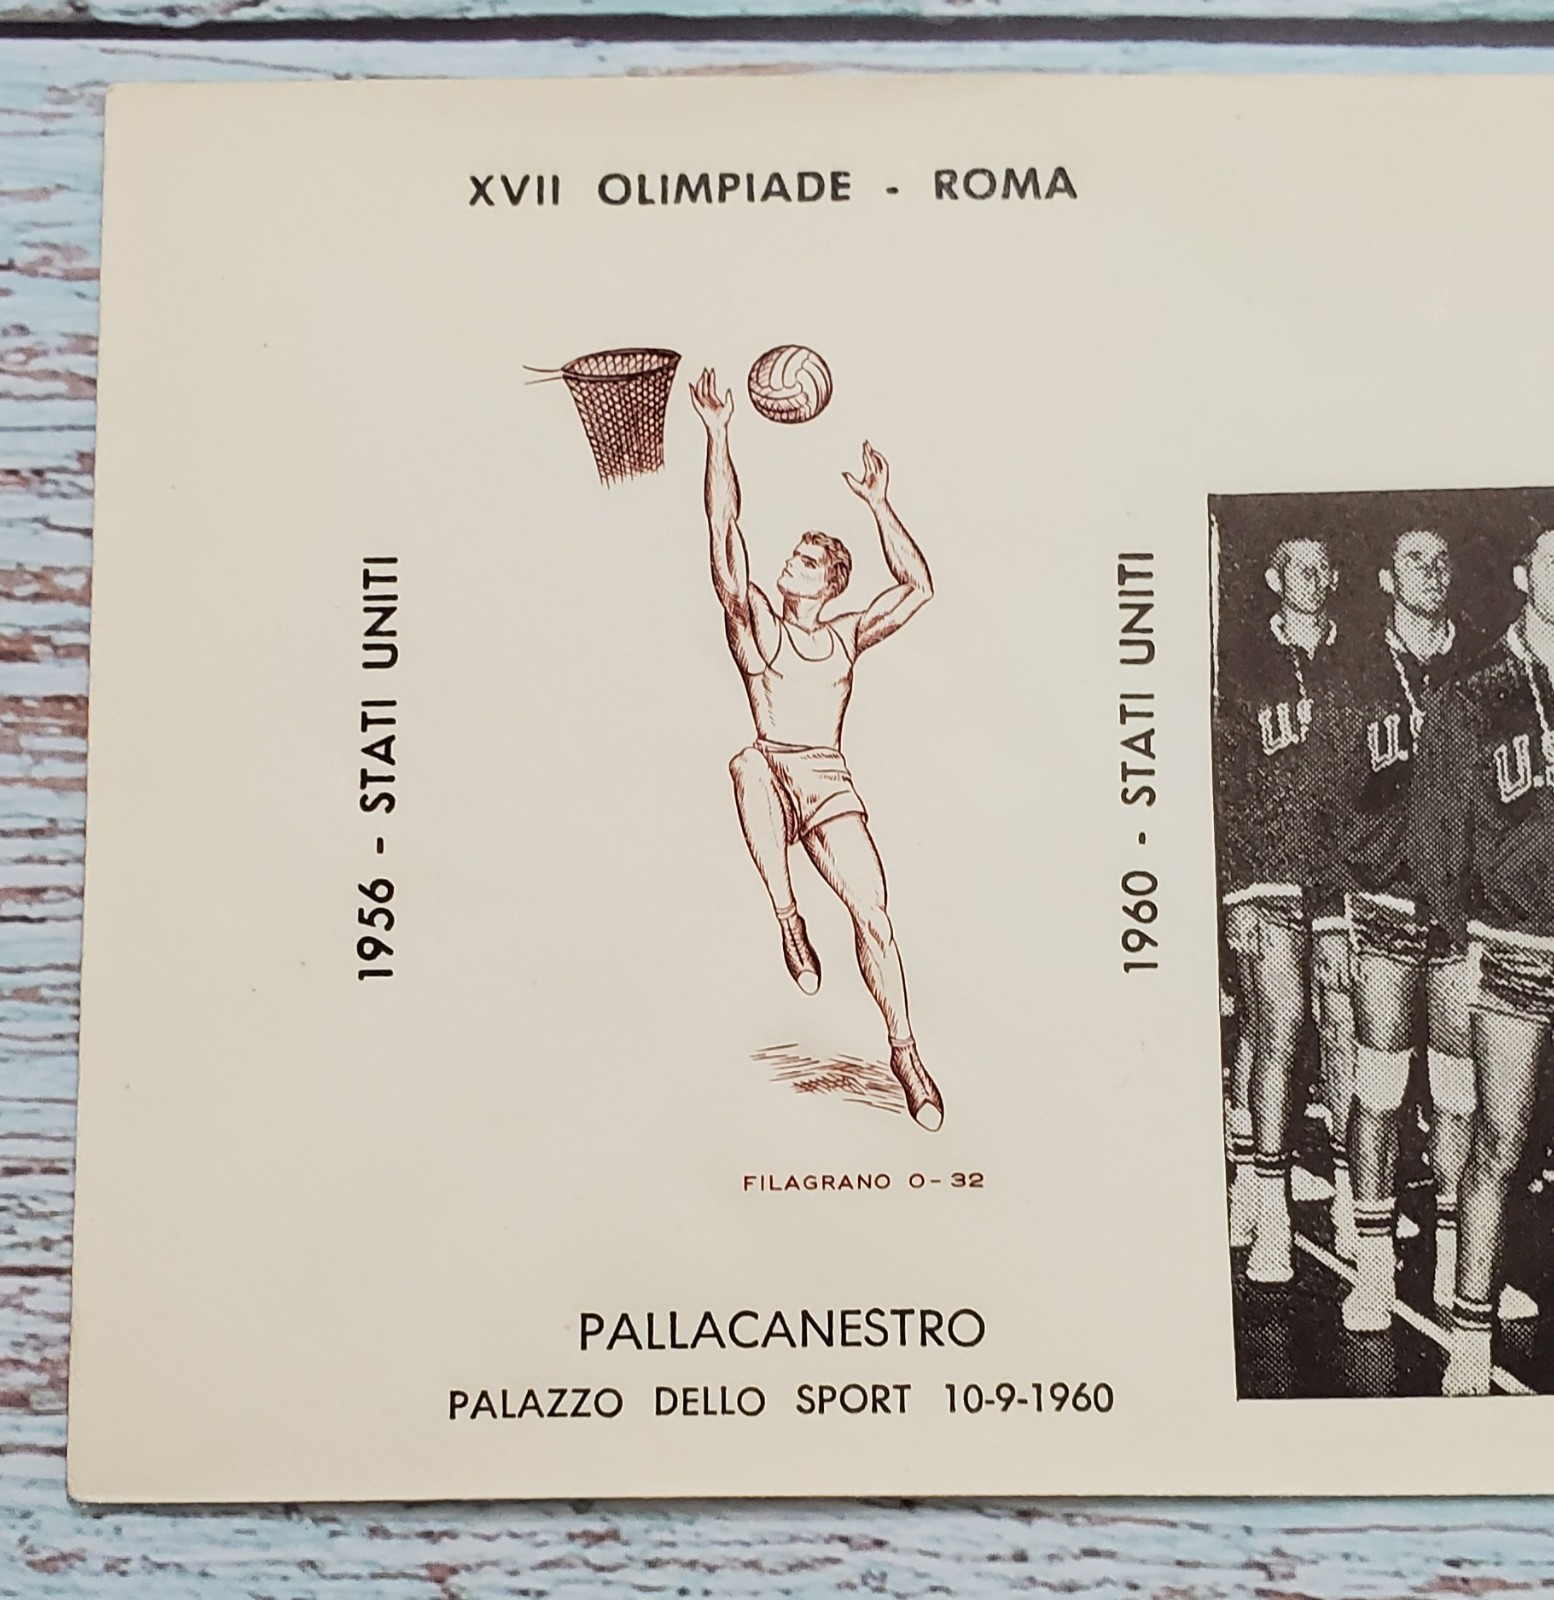 XVII OLIMPIADE - ROMA
1956 - STATI UNITI
1960 - STATI UNITI
FILAGRANO O-32
PALLACANESTRO
PALAZZO DELLO SPORT 10-9-1960
U.
U.
U.S